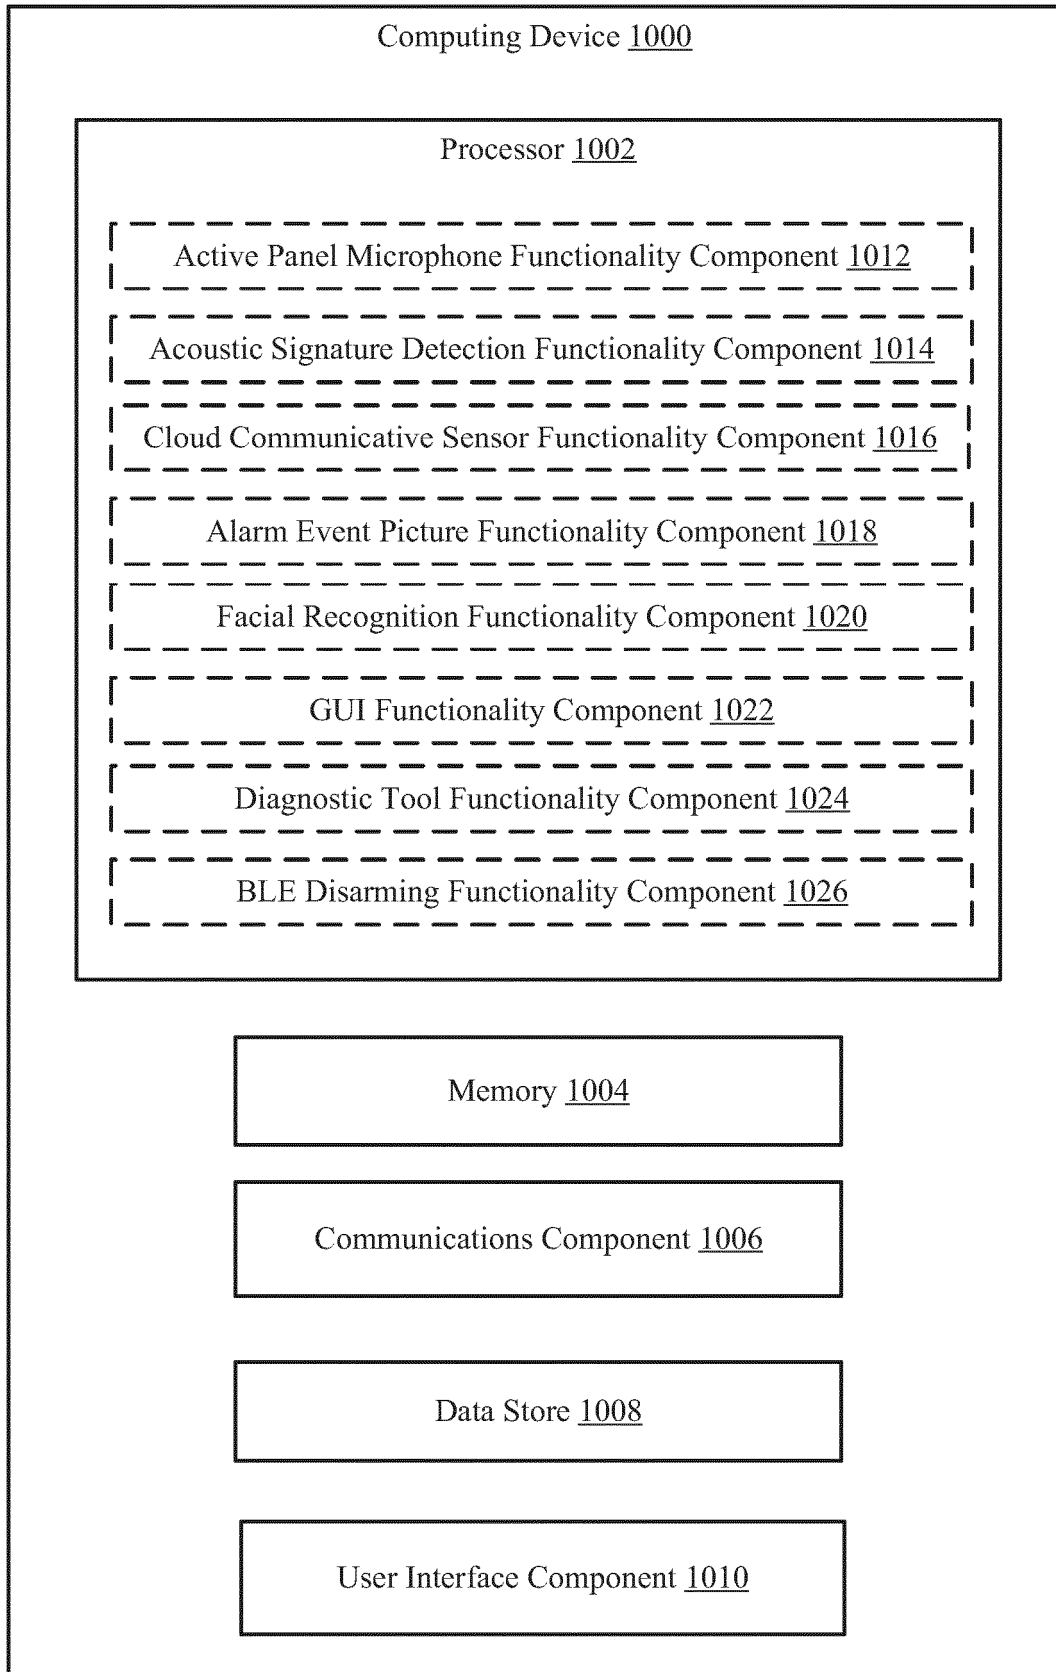 Computing Device 1000
Processor 1002
Active Panel Microphone Functionality Component 1012
Acoustic Signature Detection Functionality Component 1014
Cloud Communicative Sensor Functionality Component 1016
Alarm Event Picture Functionality Component 1018
Facial Recognition Functionality Component 1020
GUI Functionality Component 1022
Diagnostic Tool Functionality Component 1024
BLE Disarming Functionality Component 1026
Memory 1004
Communications Component 1006
Data Store 1008
User Interface Component 1010